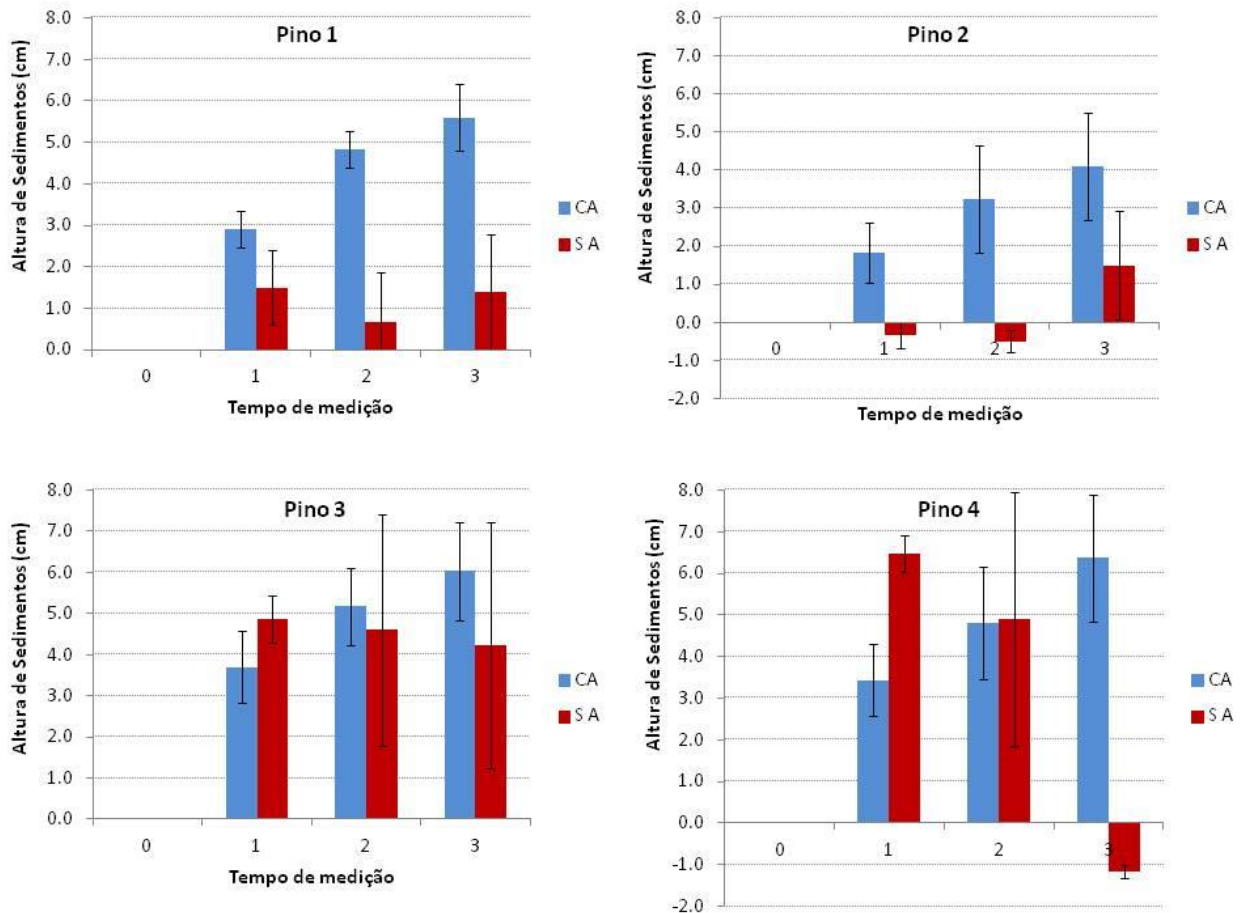 Pino 1
Altura de Sedimentos (cm)
8.0
7.0
6.0
5.0
4.0
3.0
2.0
1.0
0.0
0 1 2 3
Tempo de medição
CA
S A
Pino 2
Altura de Sedimentos (cm)
8.0
7.0
6.0
5.0
4.0
3.0
2.0
1.0
0.0
-1.0
-2.0
0 1 2 3
Tempo de medição
CA
S A
Pino 3
Altura de Sedimentos (cm)
8.0
7.0
6.0
5.0
4.0
3.0
2.0
1.0
0.0
0 1 2 3
Tempo de medição
CA
S A
Pino 4
Altura de Sedimentos (cm)
8.0
7.0
6.0
5.0
4.0
3.0
2.0
1.0
0.0
-1.0
-2.0
0 1 2 3
CA
S A